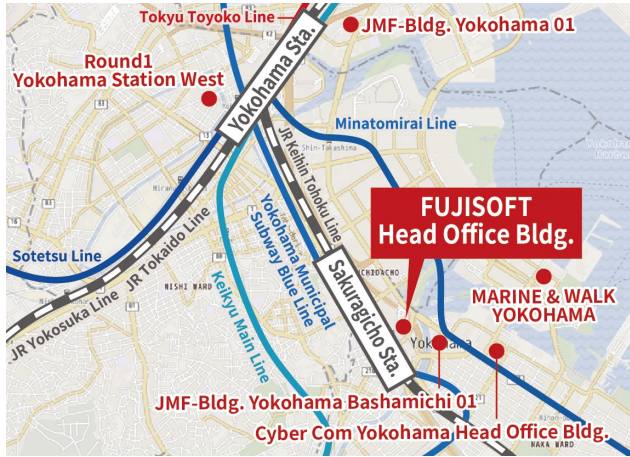 Tokyu Toyoko Line
JMF-Bldg. Yokohama 01
Round1
Yokohama Station West
Yokohama Sta.
Minatomirai Line
Shin-Takashima
JR Keihin Tohoku Line
Yokohama Municipal
Subway Blue Line
Sotetsu Line
JR Tokaido Line
JR Yokosuka Line
NISHI WARD
Keikyu Main Line
FUJISOFT
Head Office Bldg.
Sakuragicho Sta.
CHIDACHO
MARINE & WALK
YOKOHAMA
JMF-Bldg. Yokohama Bashamichi 01
Cyber Com Yokohama Head Office Bldg.
NAKA WARD